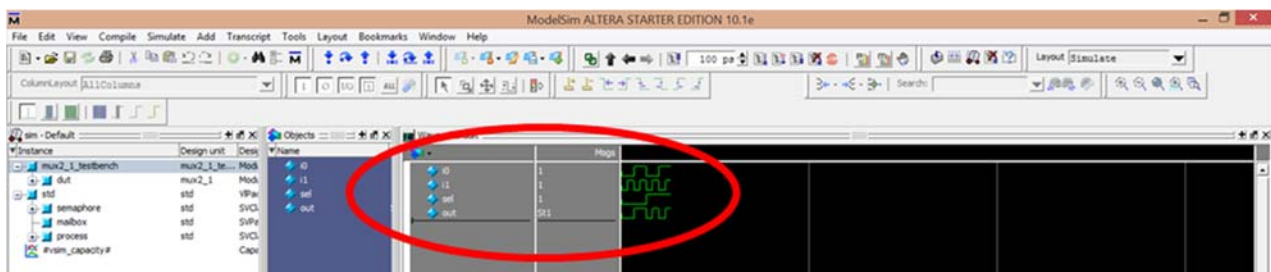 M
ModelSim ALTERA STARTER EDITION 10.1e
File Edit View Compile Simulate Add Transcript Tools Layout Bookmarks Window Help
100 ps
Layout Simulate
ColumnLayout AllColumns
Search:
sim - Default
Objects
Instance Design unit
Name
Msgs
mux2_1_testbench mux2_1_te...
i0
i0 1
dut mux2_1
i1
i1 1
std std
sel
sel 1
semaphore std
out
out St1
mailbox std
process std
#vsim_capacity#